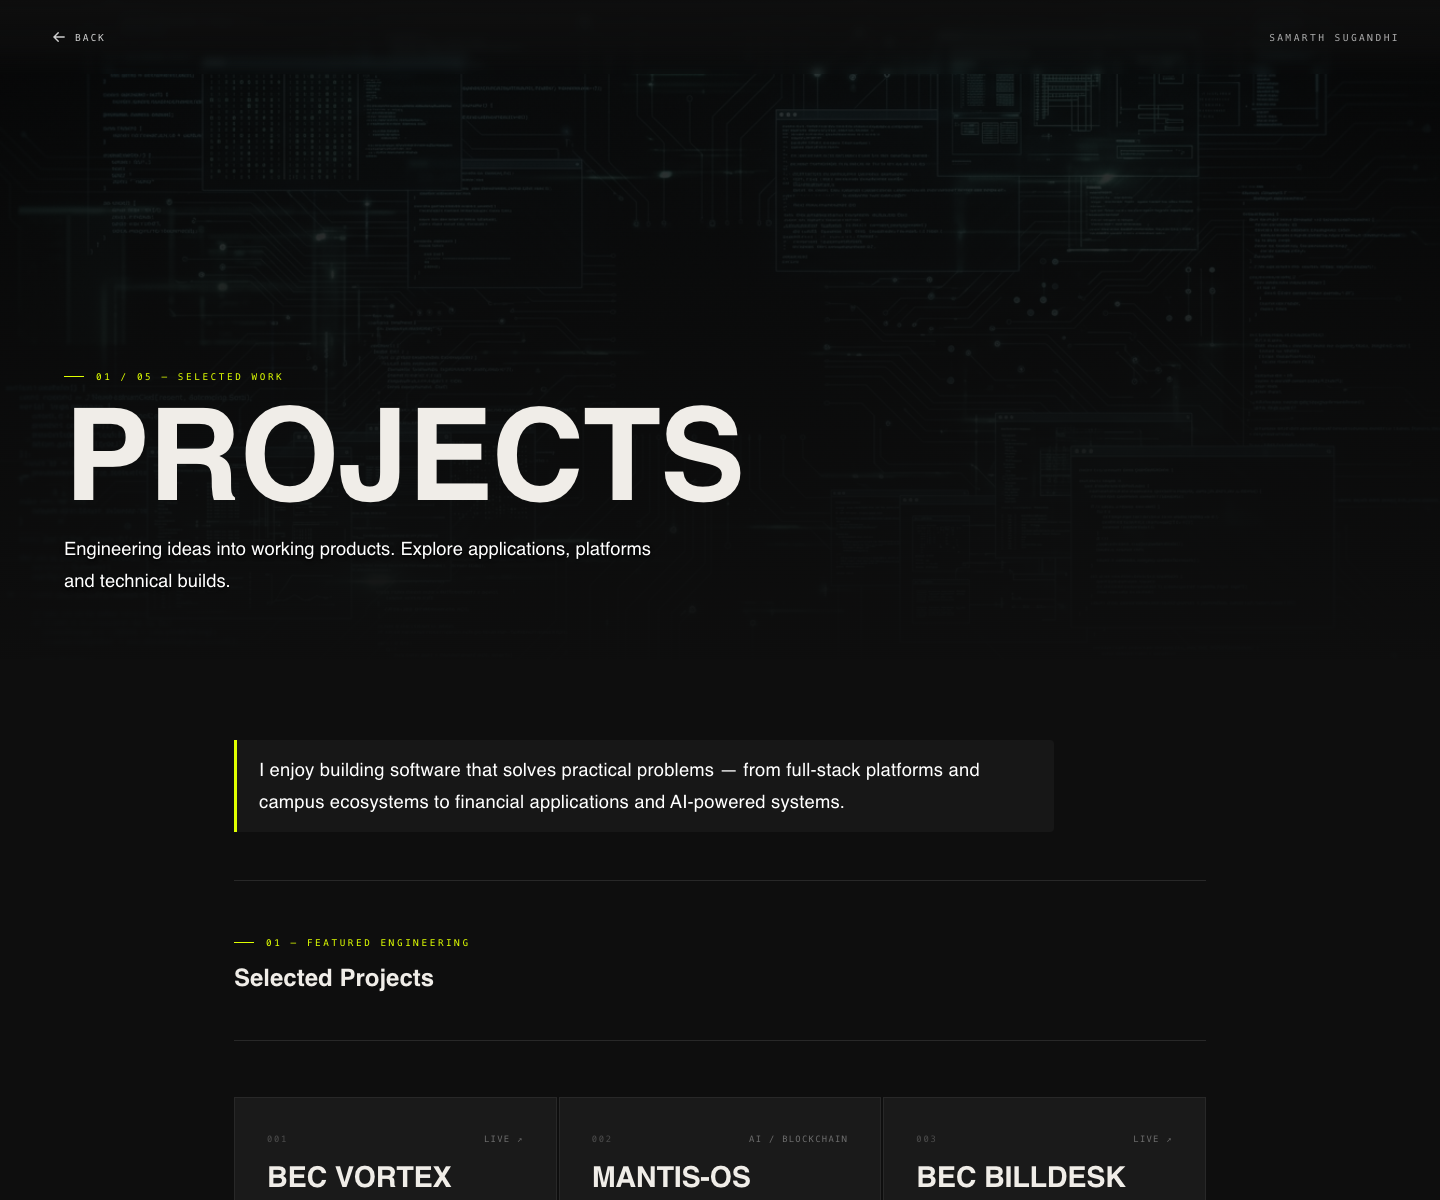 BACK
SAMARTH SUGANDHI
01 / 05 — SELECTED WORK
PROJECTS
Engineering ideas into working products. Explore applications, platforms
and technical builds.
I enjoy building software that solves practical problems — from full-stack platforms and
campus ecosystems to financial applications and AI-powered systems.
01 — FEATURED ENGINEERING
Selected Projects
001
LIVE ↗
002
AI / BLOCKCHAIN
003
LIVE ↗
BEC VORTEX
MANTIS-OS
BEC BILLDESK